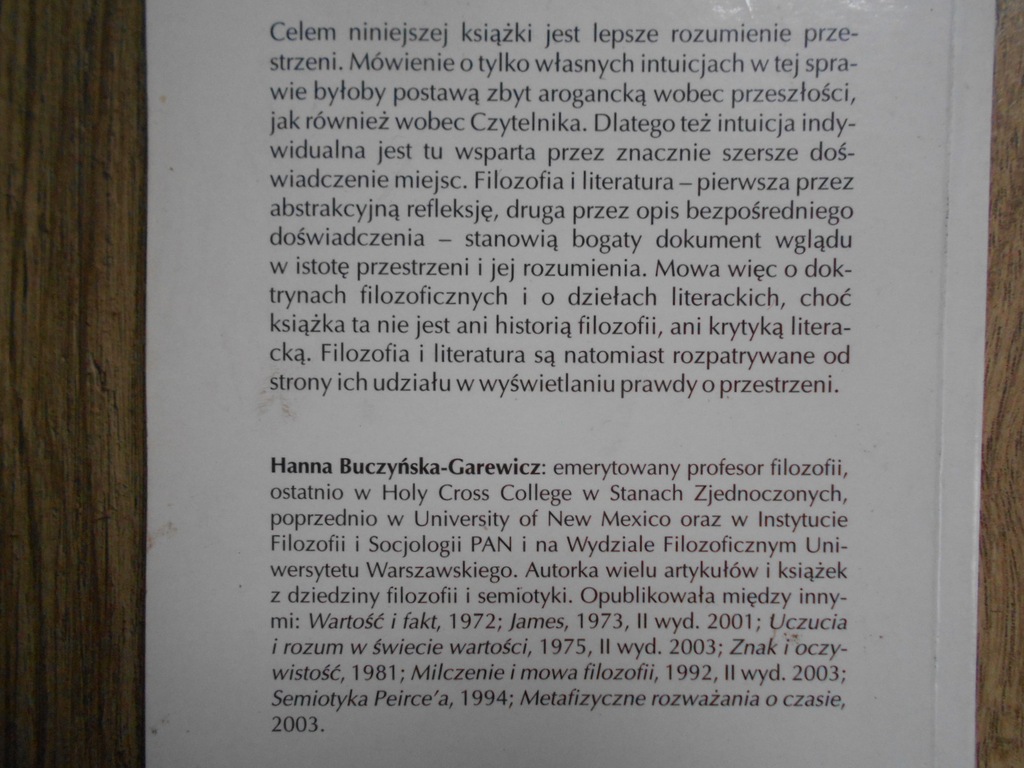 Celem niniejszej książki jest lepsze rozumienie prze-
strzeni. Mówienie o tylko własnych intuicjach w tej spra-
wie byłoby postawą zbyt arogancką wobec przeszłości,
jak również wobec Czytelnika. Dlatego też intuicja indy-
widualna jest tu wsparta przez znacznie szersze doś-
wiadczenie miejsc. Filozofia i literatura – pierwsza przez
abstrakcyjną refleksję, druga przez opis bezpośredniego
doświadczenia – stanowią bogaty dokument wglądu
w istotę przestrzeni i jej rozumienia. Mowa więc o dok-
trynach filozoficznych i o dziełach literackich, choć
książka ta nie jest ani historią filozofii, ani krytyką litera-
cką. Filozofia i literatura są natomiast rozpatrywane od
strony ich udziału w wyświetlaniu prawdy o przestrzeni.
Hanna Buczyńska-Garewicz: emerytowany profesor filozofii,
ostatnio w Holy Cross College w Stanach Zjednoczonych,
poprzednio w University of New Mexico oraz w Instytucie
Filozofii i Socjologii PAN i na Wydziale Filozoficznym Uni-
wersytetu Warszawskiego. Autorka wielu artykułów i książek
z dziedziny filozofii i semiotyki. Opublikowała między inny-
mi: Wartość i fakt, 1972; James, 1973, II wyd. 2001; Uczucia
i rozum w świecie wartości, 1975, II wyd. 2003; Znak i oczy-
wistość, 1981; Milczenie i mowa filozofii, 1992, II wyd. 2003;
Semiotyka Peirce'a, 1994; Metafizyczne rozważania o czasie,
2003.